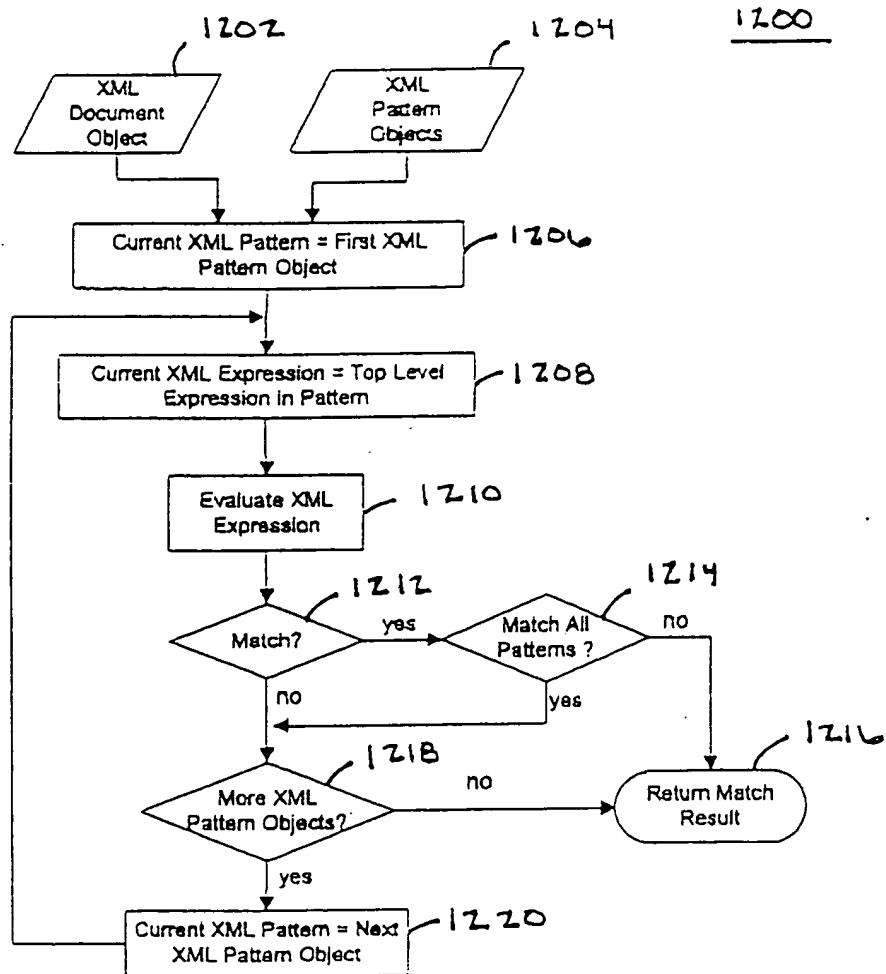 1200
1202
1204
XML
Document
Object
XML
Pattern
Objects
Current XML Pattern = First XML
Pattern Object
1206
Current XML Expression = Top Level
Expression in Pattern
1208
Evaluate XML
Expression
1210
1212
1214
Match?
yes
Match All
Patterns ?
no
no
yes
1216
1218
More XML
Pattern Objects?
no
Return Match
Result
yes
Current XML Pattern = Next
XML Pattern Object
1220